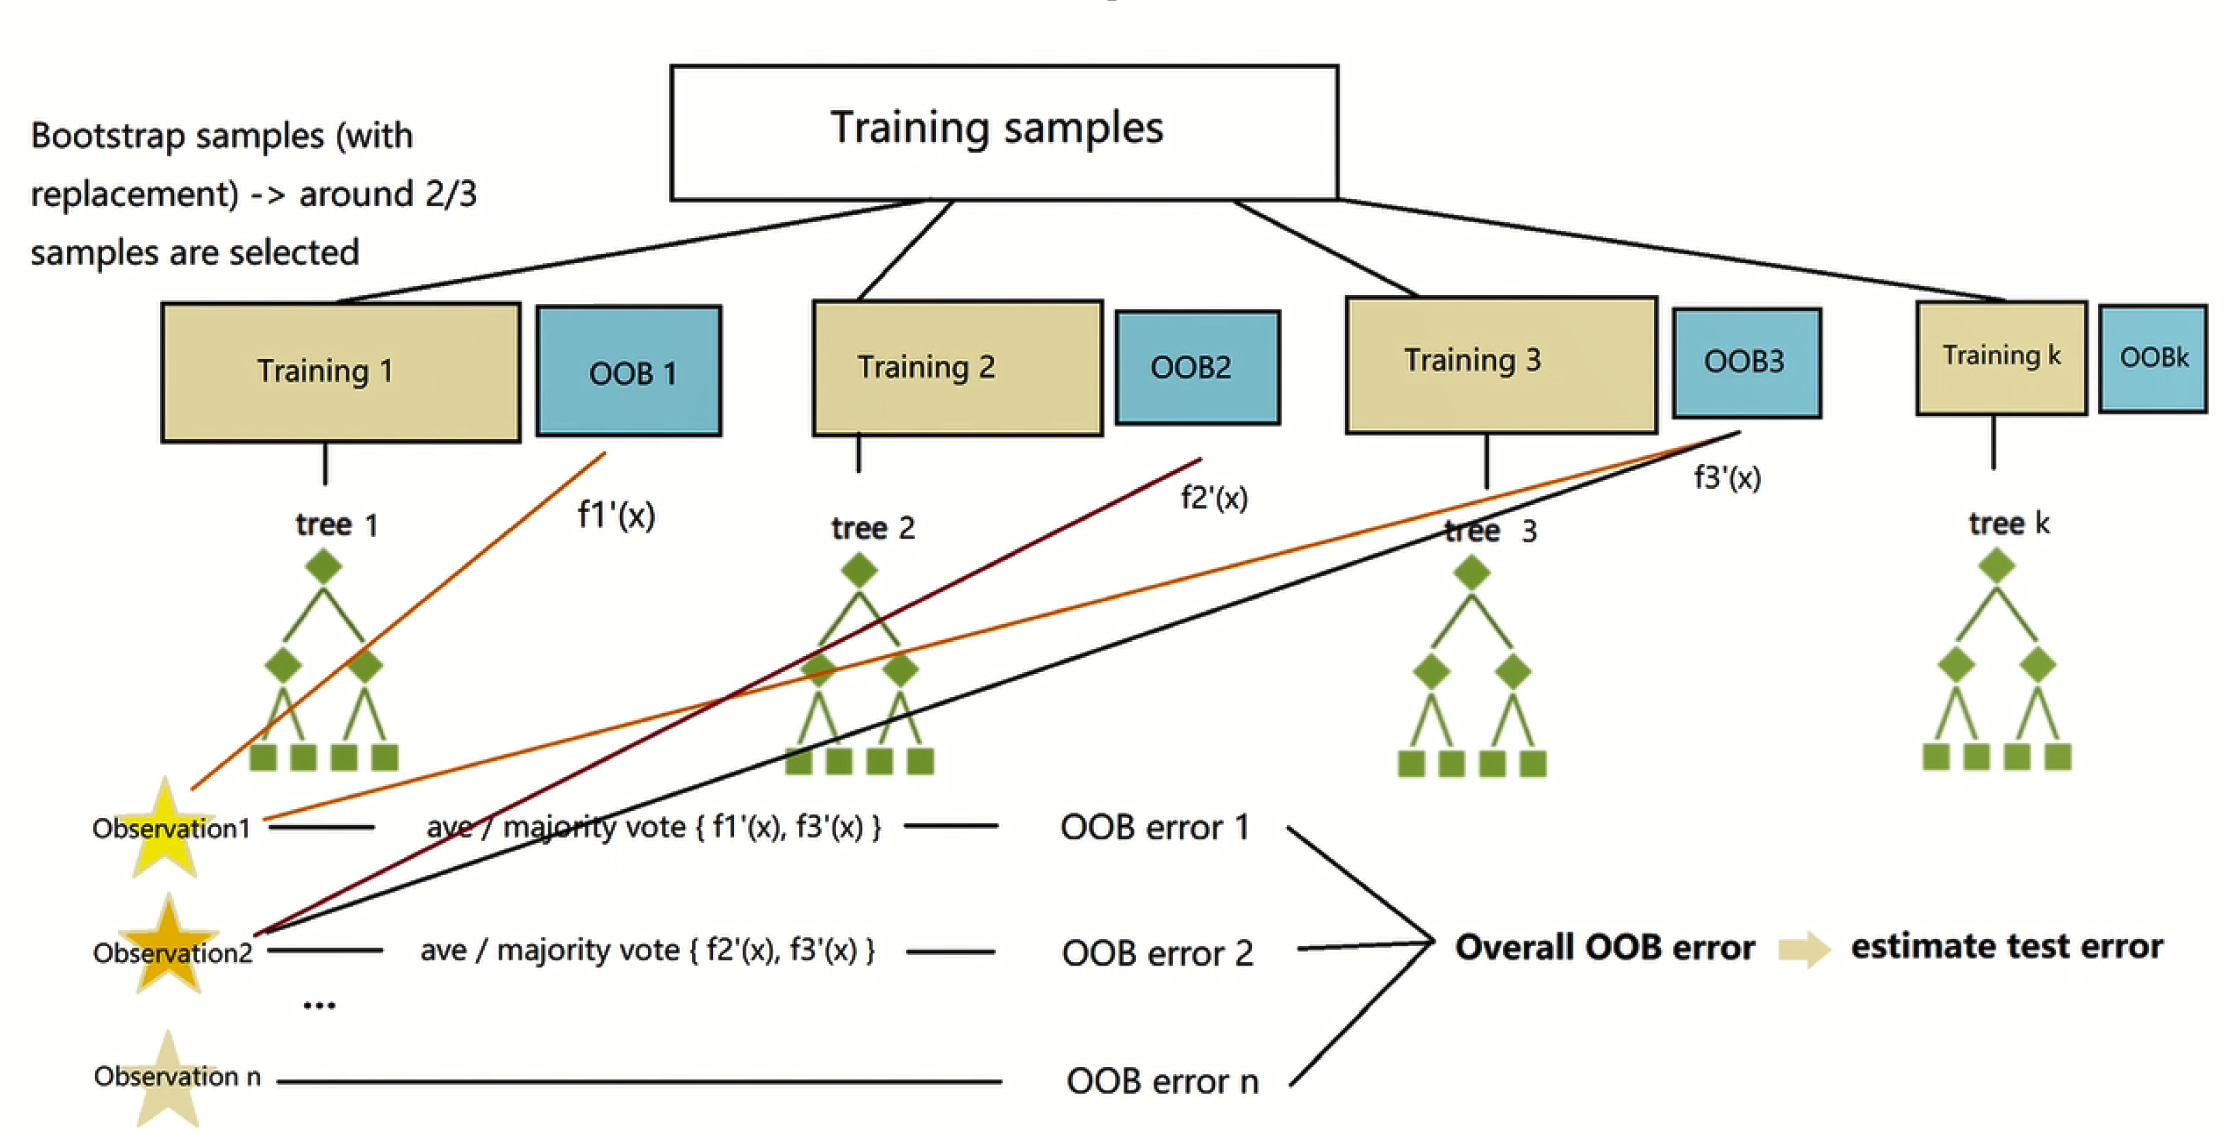 Training samples
Bootstrap samples (with
replacement) -> around 2/3
samples are selected
Training 1
OOB 1
Training 2
OOB2
Training 3
OOB3
Training k
OOBk
f1'(x)
f2'(x)
f3'(x)
tree 1
tree 2
tree 3
tree k
Observation1
ave / majority vote { f1'(x), f3'(x) }
OOB error 1
Observation2
ave / majority vote { f2'(x), f3'(x) }
OOB error 2
Overall OOB error
estimate test error
...
Observation n
OOB error n